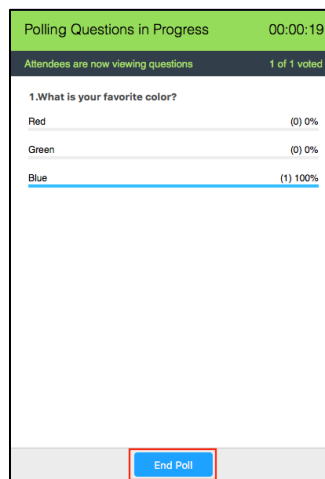 Polling Questions in Progress 00:00:19
Attendees are now viewing questions 1 of 1 voted
1.What is your favorite color?
Red (0) 0%
Green (0) 0%
Blue (1) 100%
End Poll